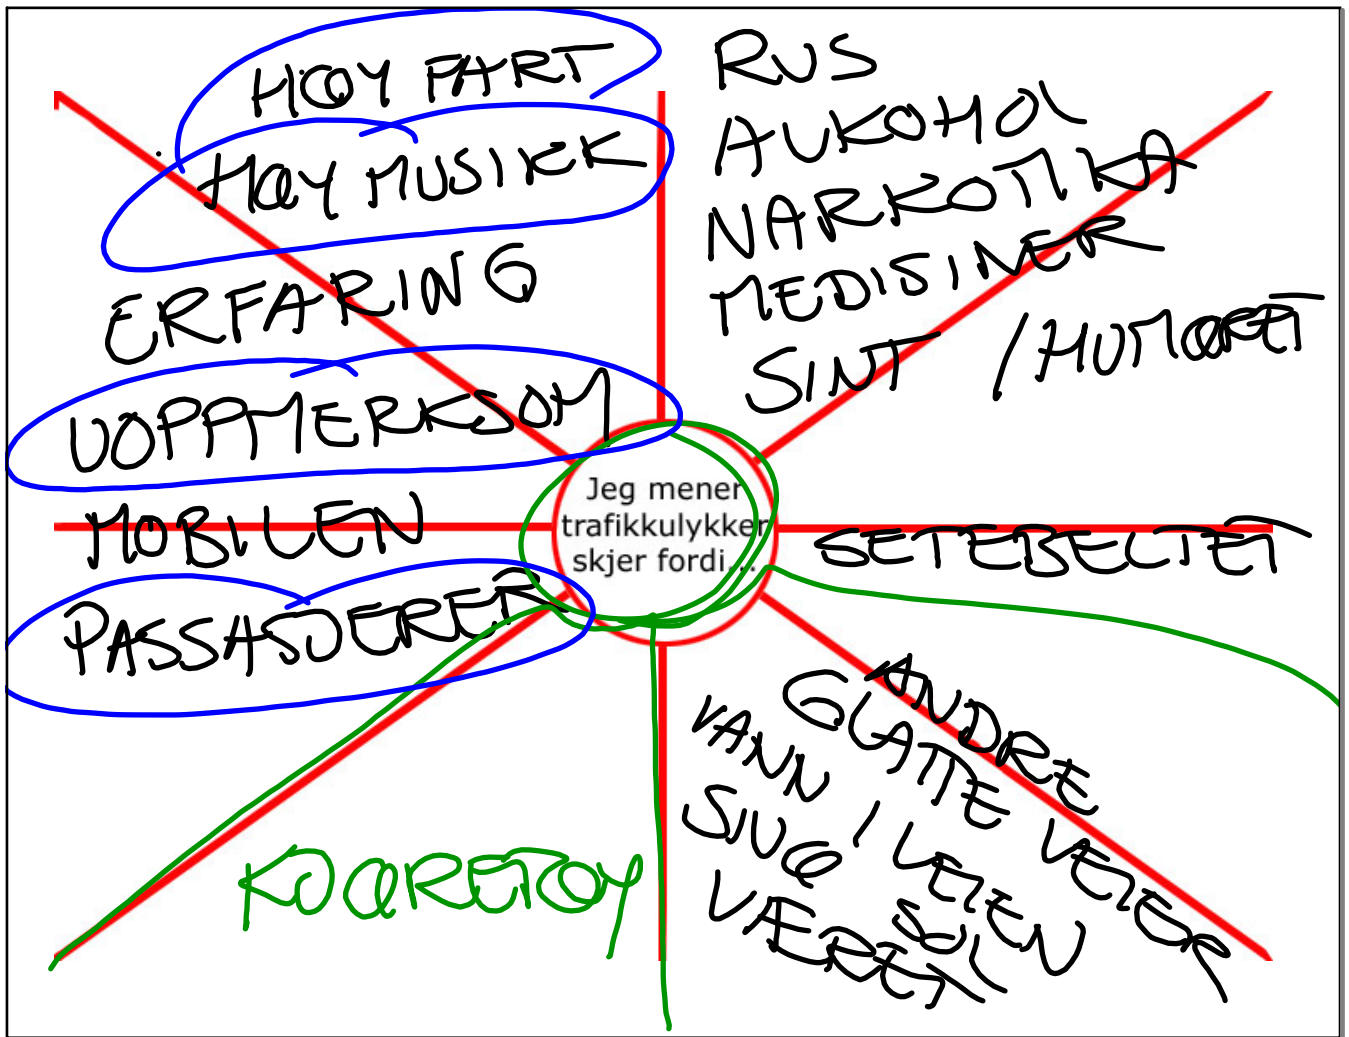 HØY FART
HØY MUSIKK
ERFARING
UOPPMERKSOM
MOBILEN
PASSASJERER
RUS
ALKOHOL
NARKOTIKA
MEDISINER
SINT /HUMØRET
Jeg mener
trafikkulykker
skjer fordi...
SETEBELTET
ANDRE
GLATTE VEIER
VANN I VEIEN
SNØ SOL
VÆRET
KJØRETØY